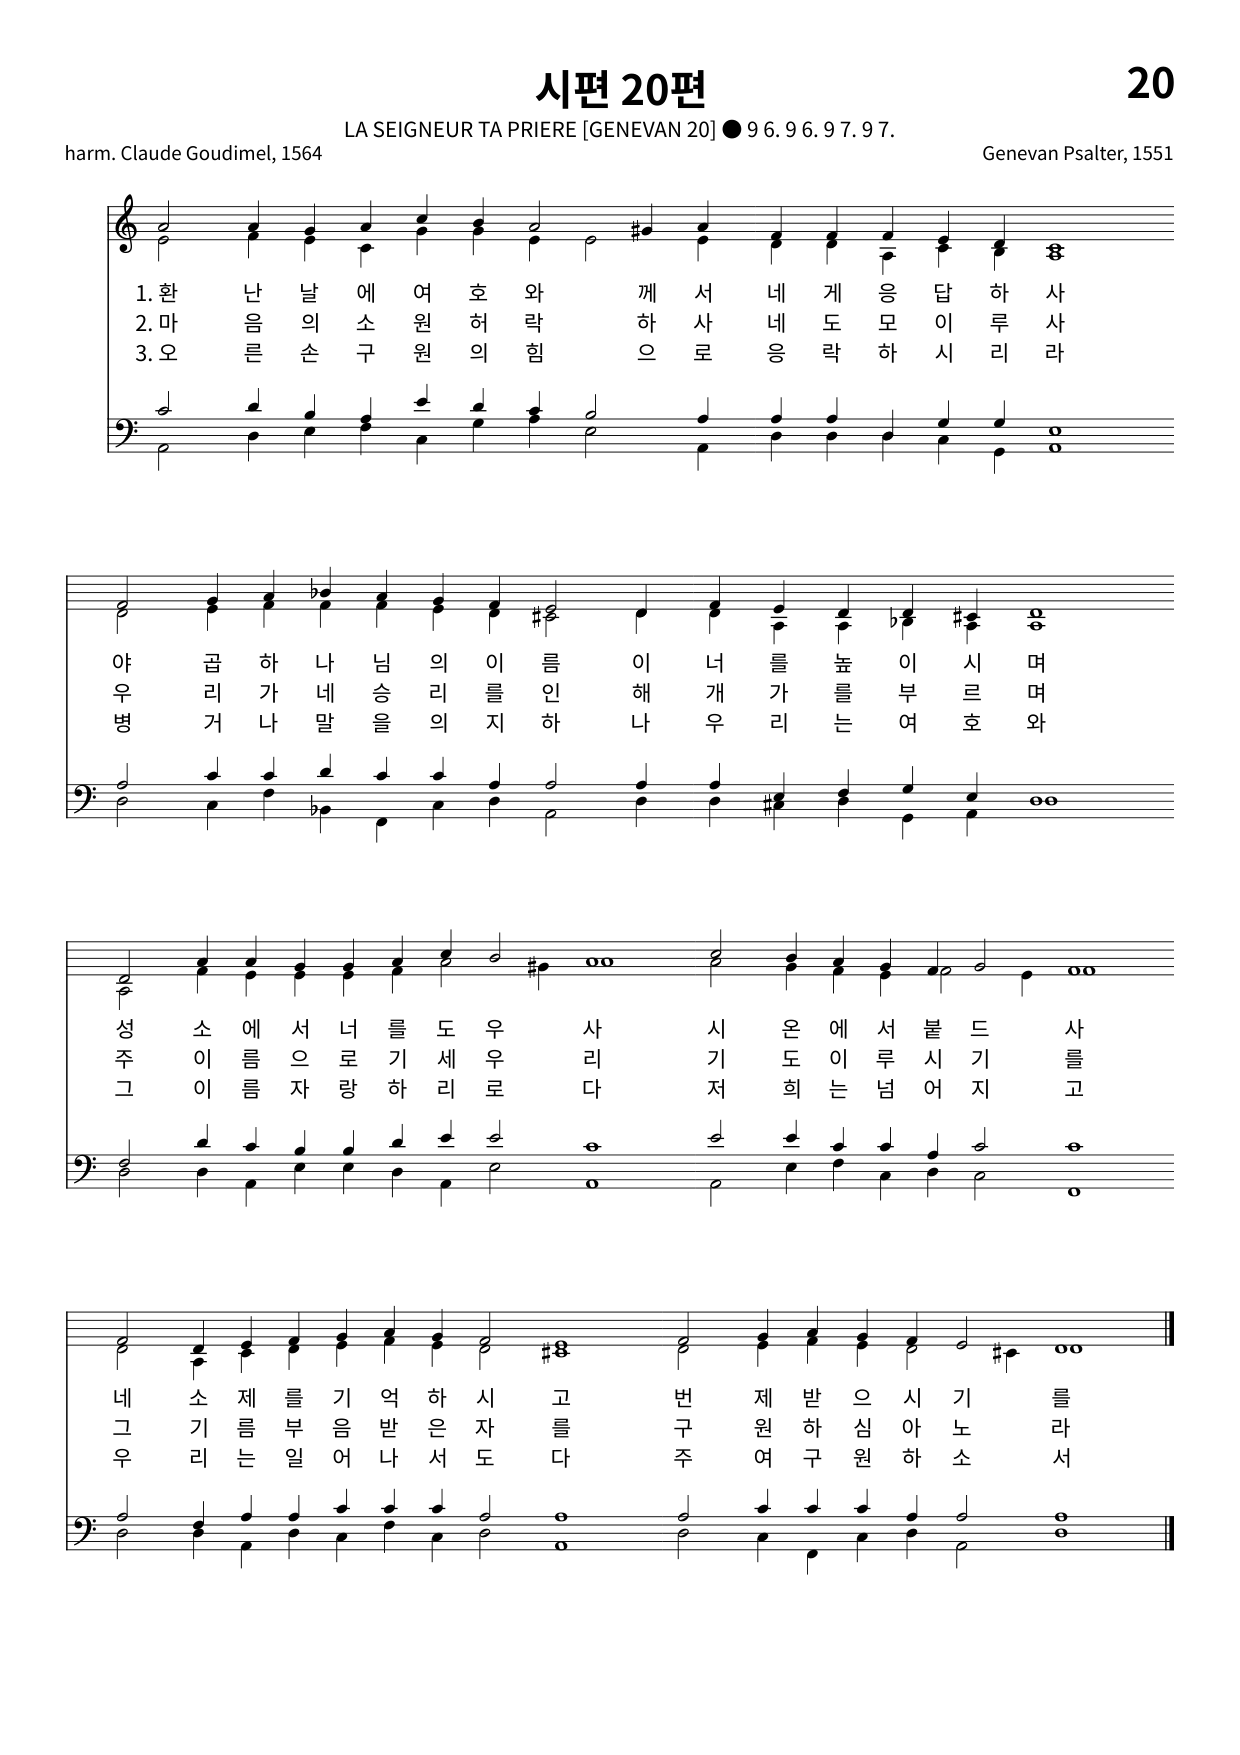 시편 20편
20
LA SEIGNEUR TA PRIERE [GENEVAN 20] ● 9 6. 9 6. 9 7. 9 7.
harm. Claude Goudimel, 1564
Genevan Psalter, 1551
1. 환 난 날 에 여 호 와 께 서 네 게 응 답 하 사
2. 마 음 의 소 원 허 락 하 사 네 도 모 이 루 사
3. 오 른 손 구 원 의 힘 으 로 응 락 하 시 리 라
야 곱 하 나 님 의 이 름 이 너 를 높 이 시 며
우 리 가 네 승 리 를 인 해 개 가 를 부 르 며
병 거 나 말 을 의 지 하 나 우 리 는 여 호 와
성 소 에 서 너 를 도 우 사 시 온 에 서 붙 드 사
주 이 름 으 로 기 세 우 리 기 도 이 루 시 기 를
그 이 름 자 랑 하 리 로 다 저 희 는 넘 어 지 고
네 소 제 를 기 억 하 시 고 번 제 받 으 시 기 를
그 기 름 부 음 받 은 자 를 구 원 하 심 아 노 라
우 리 는 일 어 나 서 도 다 주 여 구 원 하 소 서